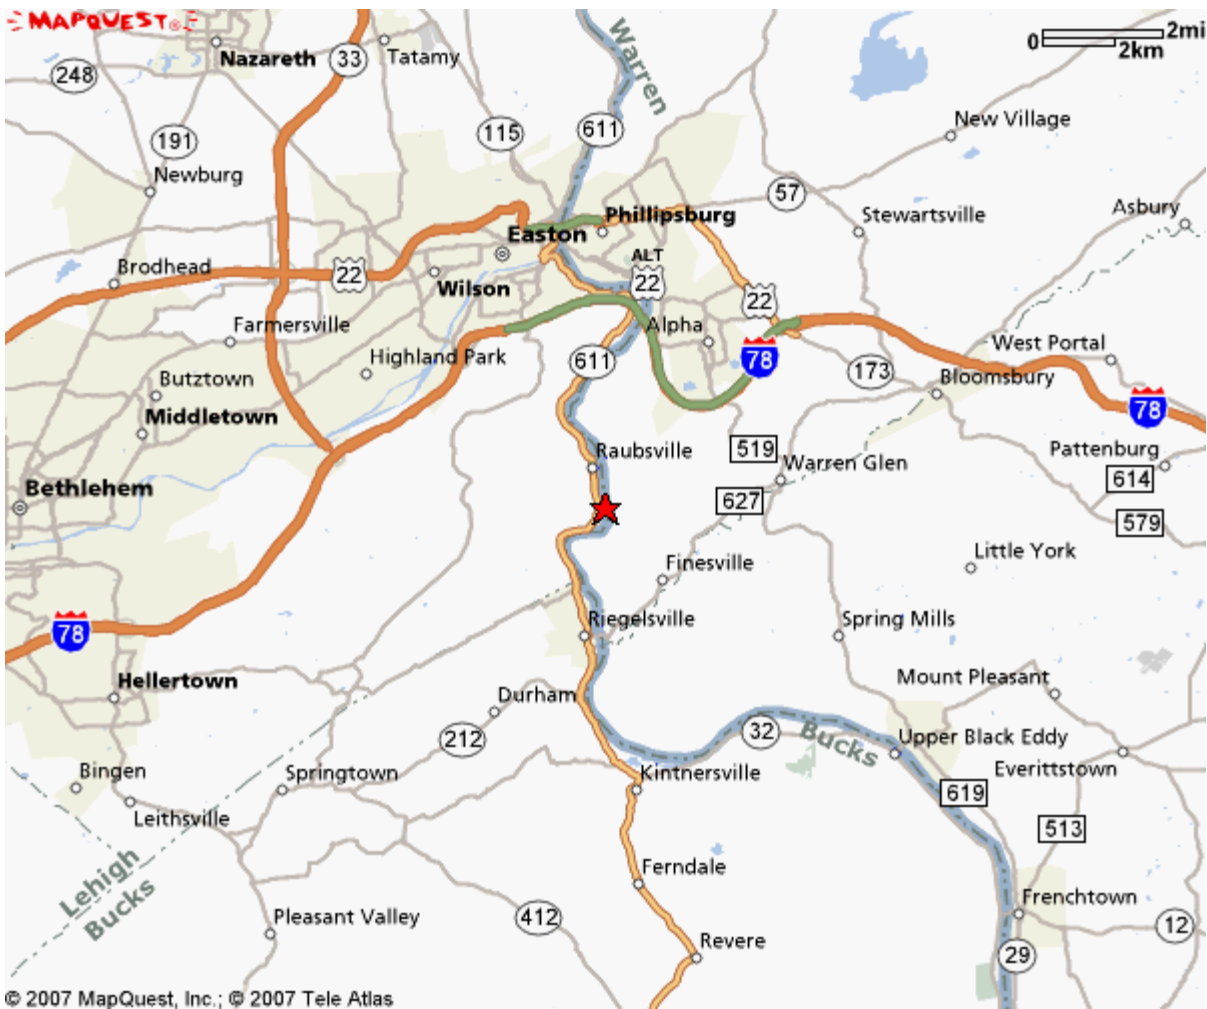 MAPQUEST®
Warren
2mi
0
2km
Nazareth
33
Tatamy
248
New Village
115
611
191
Newburg
57
Phillipsburg
Stewartsville
Asbury
Easton
Brodhead
22
ALT
22
Wilson
22
Farmersville
Alpha
Highland Park
611
78
West Portal
173
Butztown
Bloomsbury
78
Middletown
519
Raubsville
Warren Glen
Pattenburg
614
Bethlehem
627
579
Finesville
Little York
Riegelsville
Spring Mills
78
Hellertown
Durham
Mount Pleasant
212
32
Bucks
Upper Black Eddy
Bingen
Springtown
Kintnersville
Everittstown
619
Leithsville
513
Ferndale
Lehigh
Bucks
Frenchtown
Pleasant Valley
412
12
Revere
29
© 2007 MapQuest, Inc.; © 2007 Tele Atlas